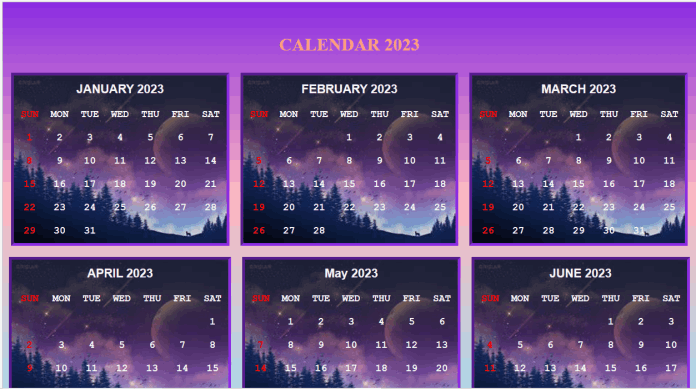 CALENDAR 2023
JANUARY 2023
SUN MON TUE WED THU FRI SAT
1 2 3 4 5 6 7
8 9 10 11 12 13 14
15 16 17 18 19 20 21
22 23 24 25 26 27 28
29 30 31
FEBRUARY 2023
SUN MON TUE WED THU FRI SAT
1 2 3 4
5 6 7 8 9 10 11
12 13 14 15 16 17 18
19 20 21 22 23 24 25
26 27 28
MARCH 2023
SUN MON TUE WED THU FRI SAT
1 2 3 4
5 6 7 8 9 10 11
12 13 14 15 16 17 18
19 20 21 22 23 24 25
26 27 28 29 30 31
APRIL 2023
SUN MON TUE WED THU FRI SAT
1
2 3 4 5 6 7 8
9 10 11 12 13 14 15
May 2023
SUN MON TUE WED THU FRI SAT
1 2 3 4 5 6
7 8 9 10 11 12 13
14 15 16 17 18 19 20
JUNE 2023
SUN MON TUE WED THU FRI SAT
1 2 3
4 5 6 7 8 9 10
11 12 13 14 15 16 17